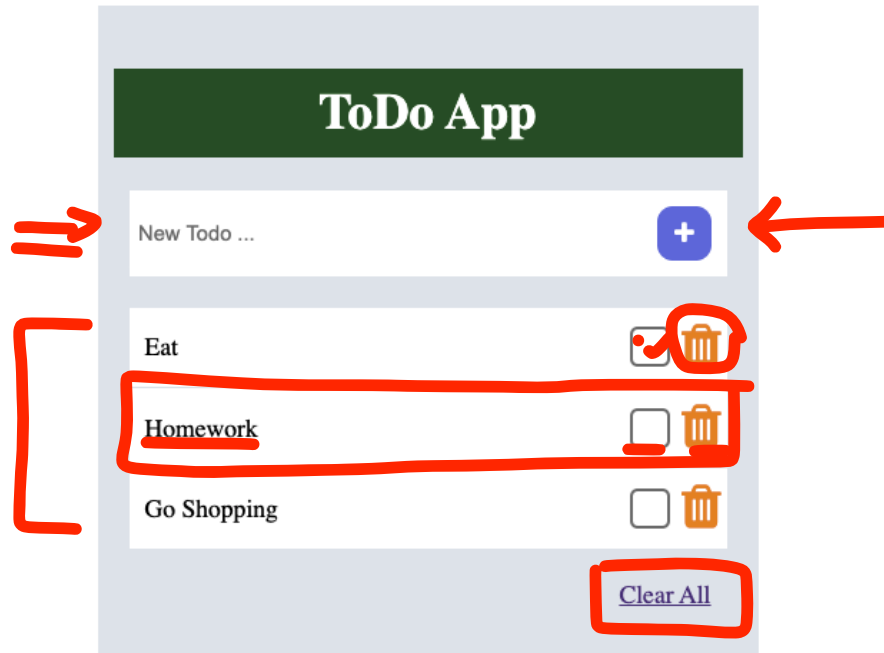 ToDo App
New Todo ...
+
Eat
Homework
Go Shopping
Clear All